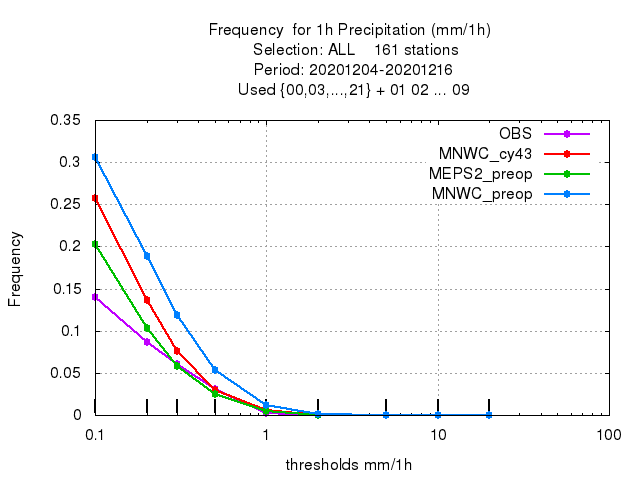 Frequency  for 1h Precipitation (mm/1h)
Selection: ALL    161 stations
Period: 20201204-20201216
Used {00,03,...,21} + 01 02 ... 09
OBS
MNWC_cy43
MEPS2_preop
MNWC_preop
Frequency
0.35
0.3
0.25
0.2
0.15
0.1
0.05
0
0.1 1 10 100
thresholds mm/1h